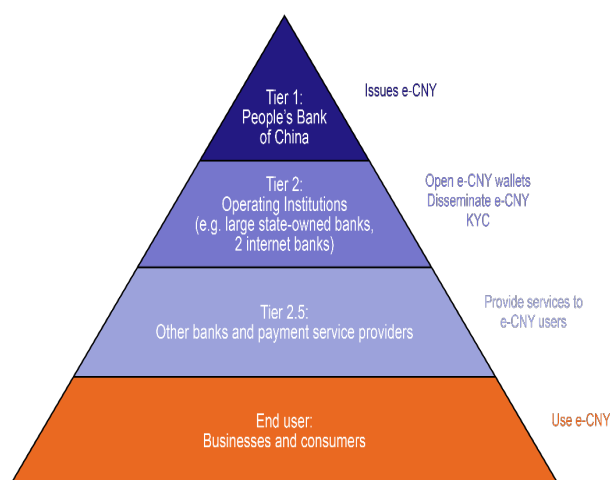 Tier 1:
People's Bank
of China
Issues e-CNY
Tier 2:
Operating Institutions
(e.g. large state-owned banks,
2 internet banks)
Open e-CNY wallets
Disseminate e-CNY
KYC
Tier 2.5:
Other banks and payment service providers
Provide services to
e-CNY users
End user:
Businesses and consumers
Use e-CNY